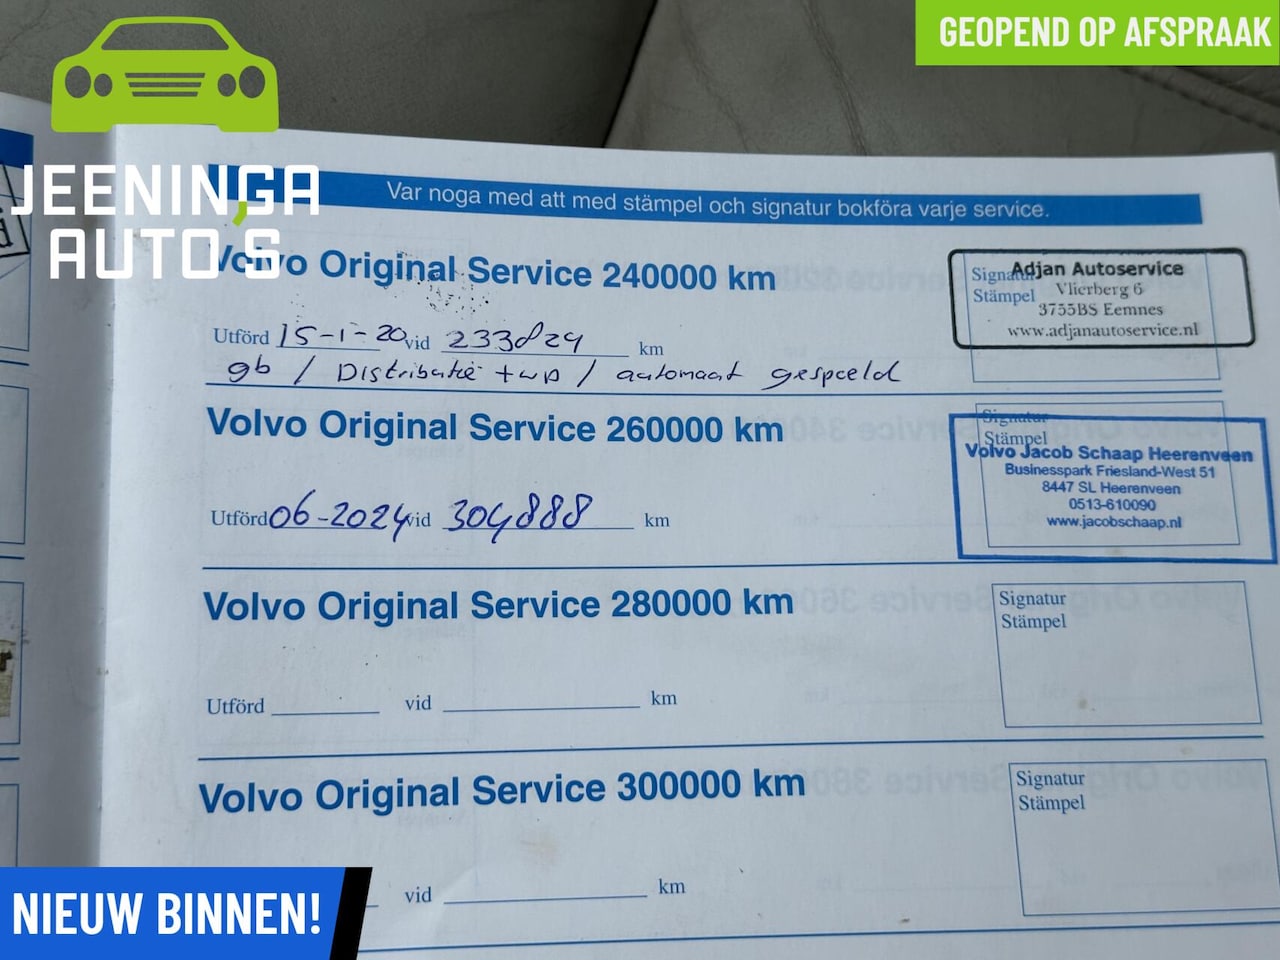 GEOPEND OP AFSPRAAK
JEENINGA
AUTO'S
Var noga med att med stämpel och signatur bokföra varje service.
Volvo Original Service 240000 km
Signatur
Stämpel
Adjan Autoservice
Vlierberg 6
3755BS Eemnes
www.adjanautoservice.nl
Utförd 15-1-20 vid 233829 km
gb / Distributie + WP / automaat gespoeld
Volvo Original Service 260000 km
Signatur
Stämpel
Volvo Jacob Schaap Heerenveen
Businesspark Friesland-West 51
8447 SL Heerenveen
0513-610090
www.jacobschaap.nl
Utförd 06-2024 vid 304888 km
Volvo Original Service 280000 km
Signatur
Stämpel
Utförd vid km
Volvo Original Service 300000 km
Signatur
Stämpel
vid km
NIEUW BINNEN!